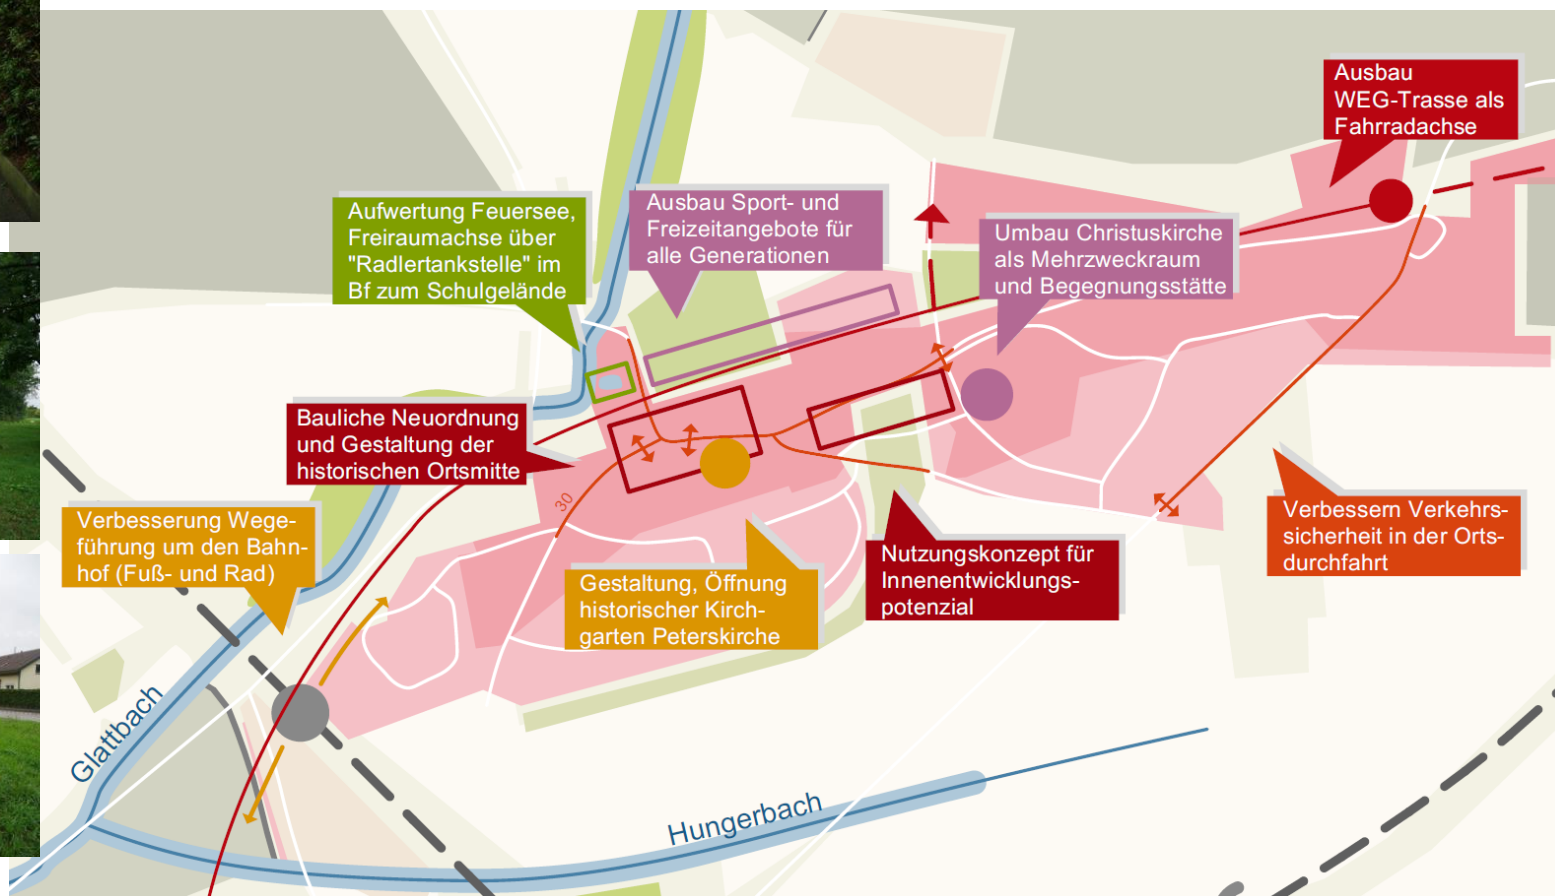 Ausbau
WEG-Trasse als
Fahrradachse
Aufwertung Feuersee,
Freiraumachse über
"Radlertankstelle" im
Bf zum Schulgelände
Ausbau Sport- und
Freizeitangebote für
alle Generationen
Umbau Christuskirche
als Mehrzweckraum
und Begegnungsstätte
Bauliche Neuordnung
und Gestaltung der
historischen Ortsmitte
30
Verbesserung Wege-
führung um den Bahn-
hof (Fuß- und Rad)
Gestaltung, Öffnung
historischer Kirch-
garten Peterskirche
Nutzungskonzept für
Innenentwicklungs-
potenzial
Verbessern Verkehrs-
sicherheit in der Orts-
durchfahrt
Glattbach
Hungerbach